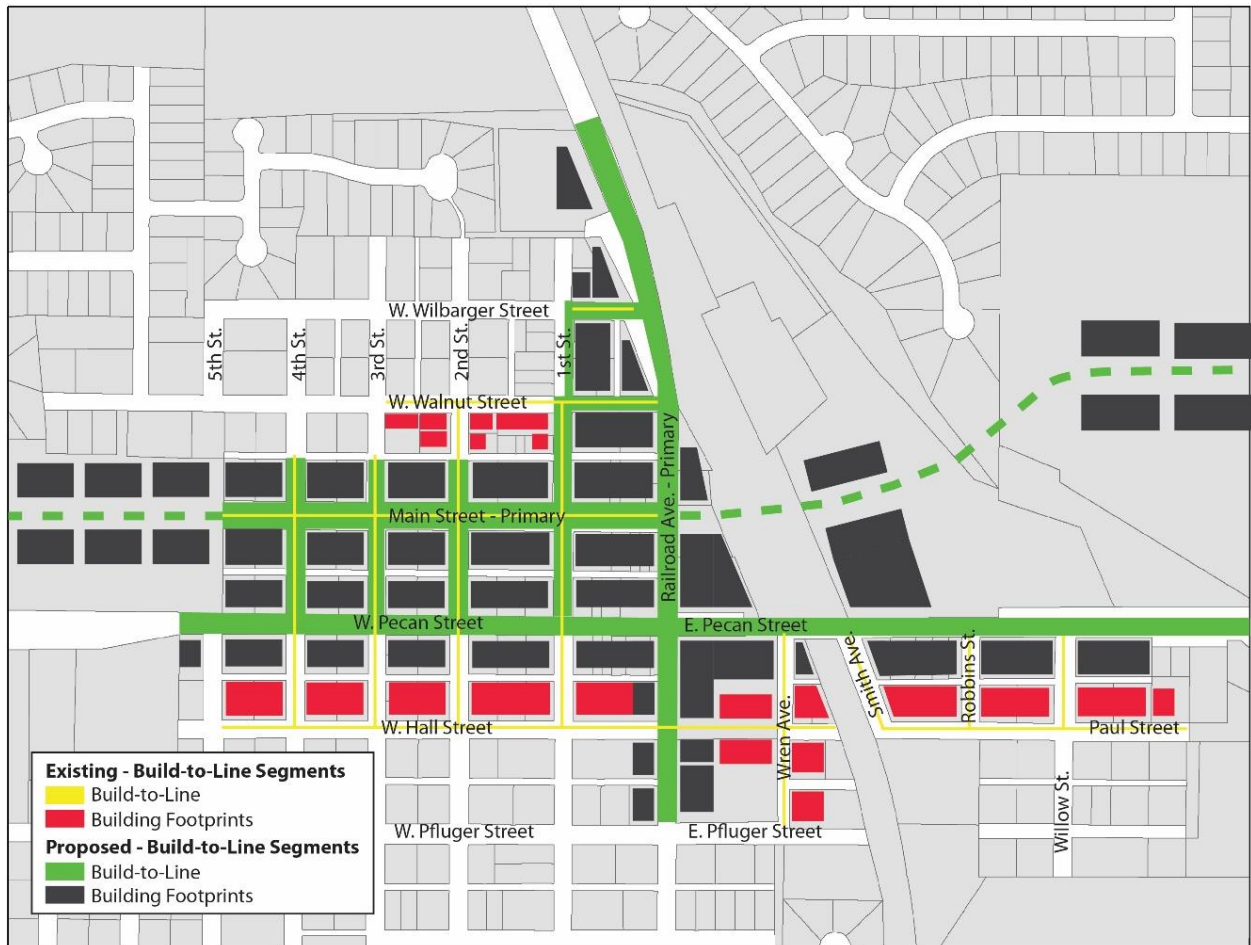 W. Wilbarger Street
5th St.
4th St.
3rd St.
2nd St.
1st St.
W. Walnut Street
Main Street - Primary
Railroad Ave. - Primary
W. Pecan Street
E. Pecan Street
Smith Ave.
Robbins St.
Wren Ave.
W. Hall Street
Paul Street
Willow St.
W. Pfluger Street
E. Pfluger Street
Existing - Build-to-Line Segments
Build-to-Line
Building Footprints
Proposed - Build-to-Line Segments
Build-to-Line
Building Footprints